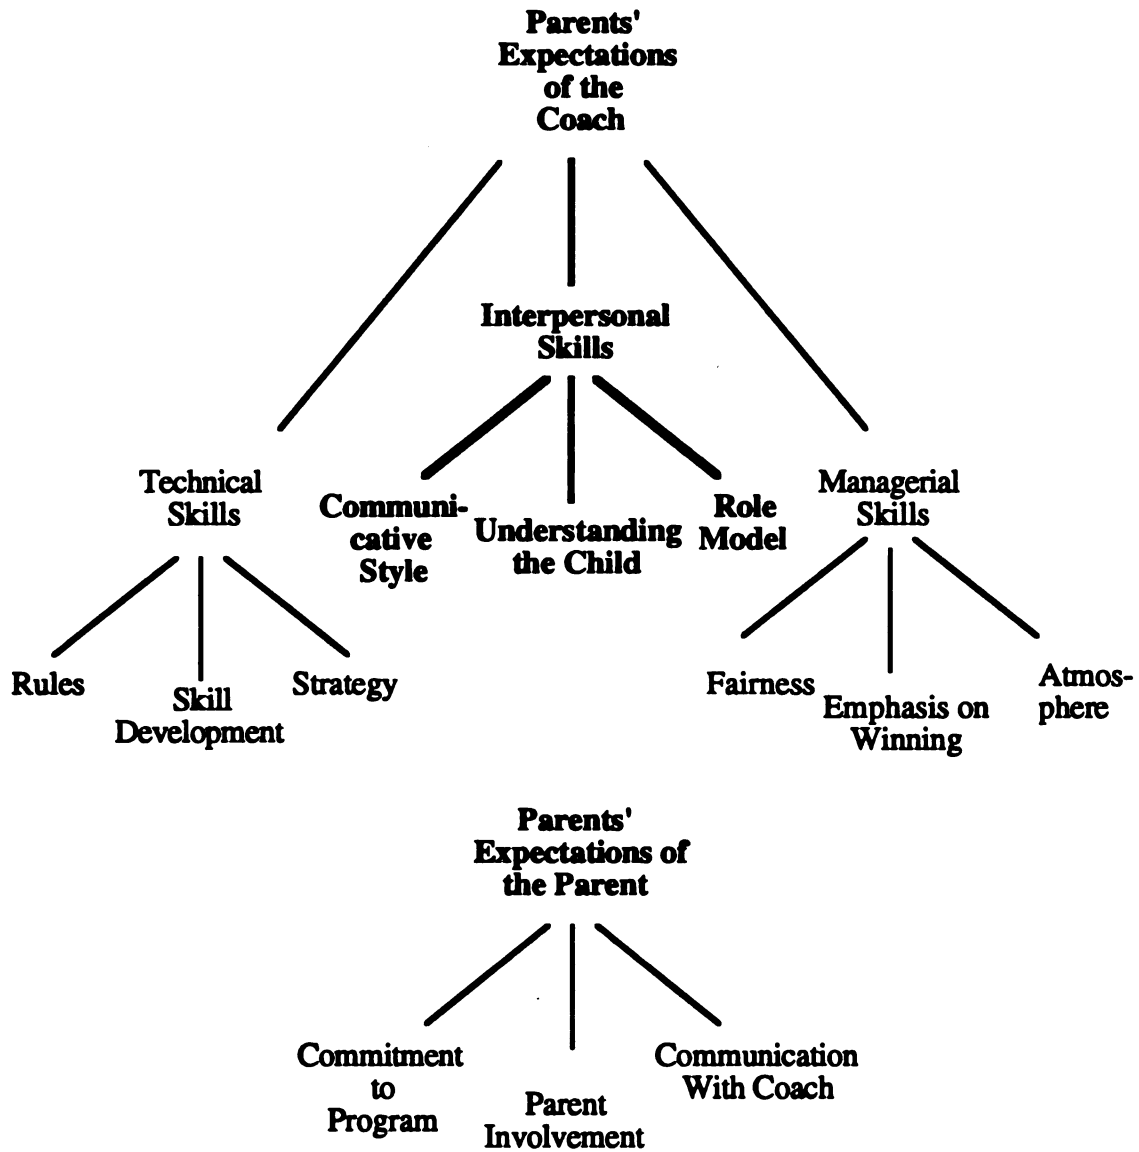 Parents'
Expectations
of the
Coach
Interpersonal
Skills
Technical
Skills
Communi-
cative
Style
Understanding
the Child
Role
Model
Managerial
Skills
Rules
Skill
Development
Strategy
Fairness
Emphasis on
Winning
Atmos-
phere
Parents'
Expectations of
the Parent
Commitment
to
Program
Parent
Involvement
Communication
With Coach